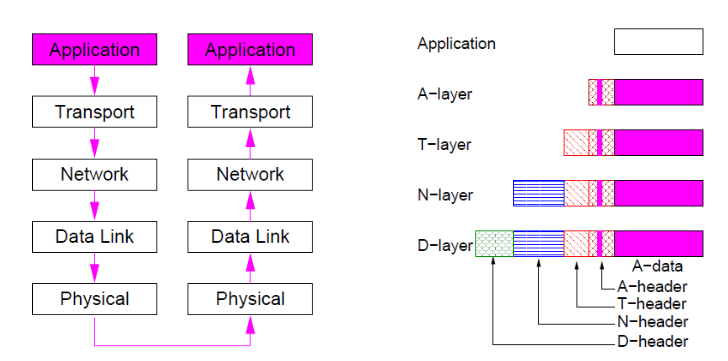 Application
Transport
Network
Data Link
Physical
Application
Transport
Network
Data Link
Physical
Application
A-layer
T-layer
N-layer
D-layer
A-data
A-header
T-header
N-header
D-header